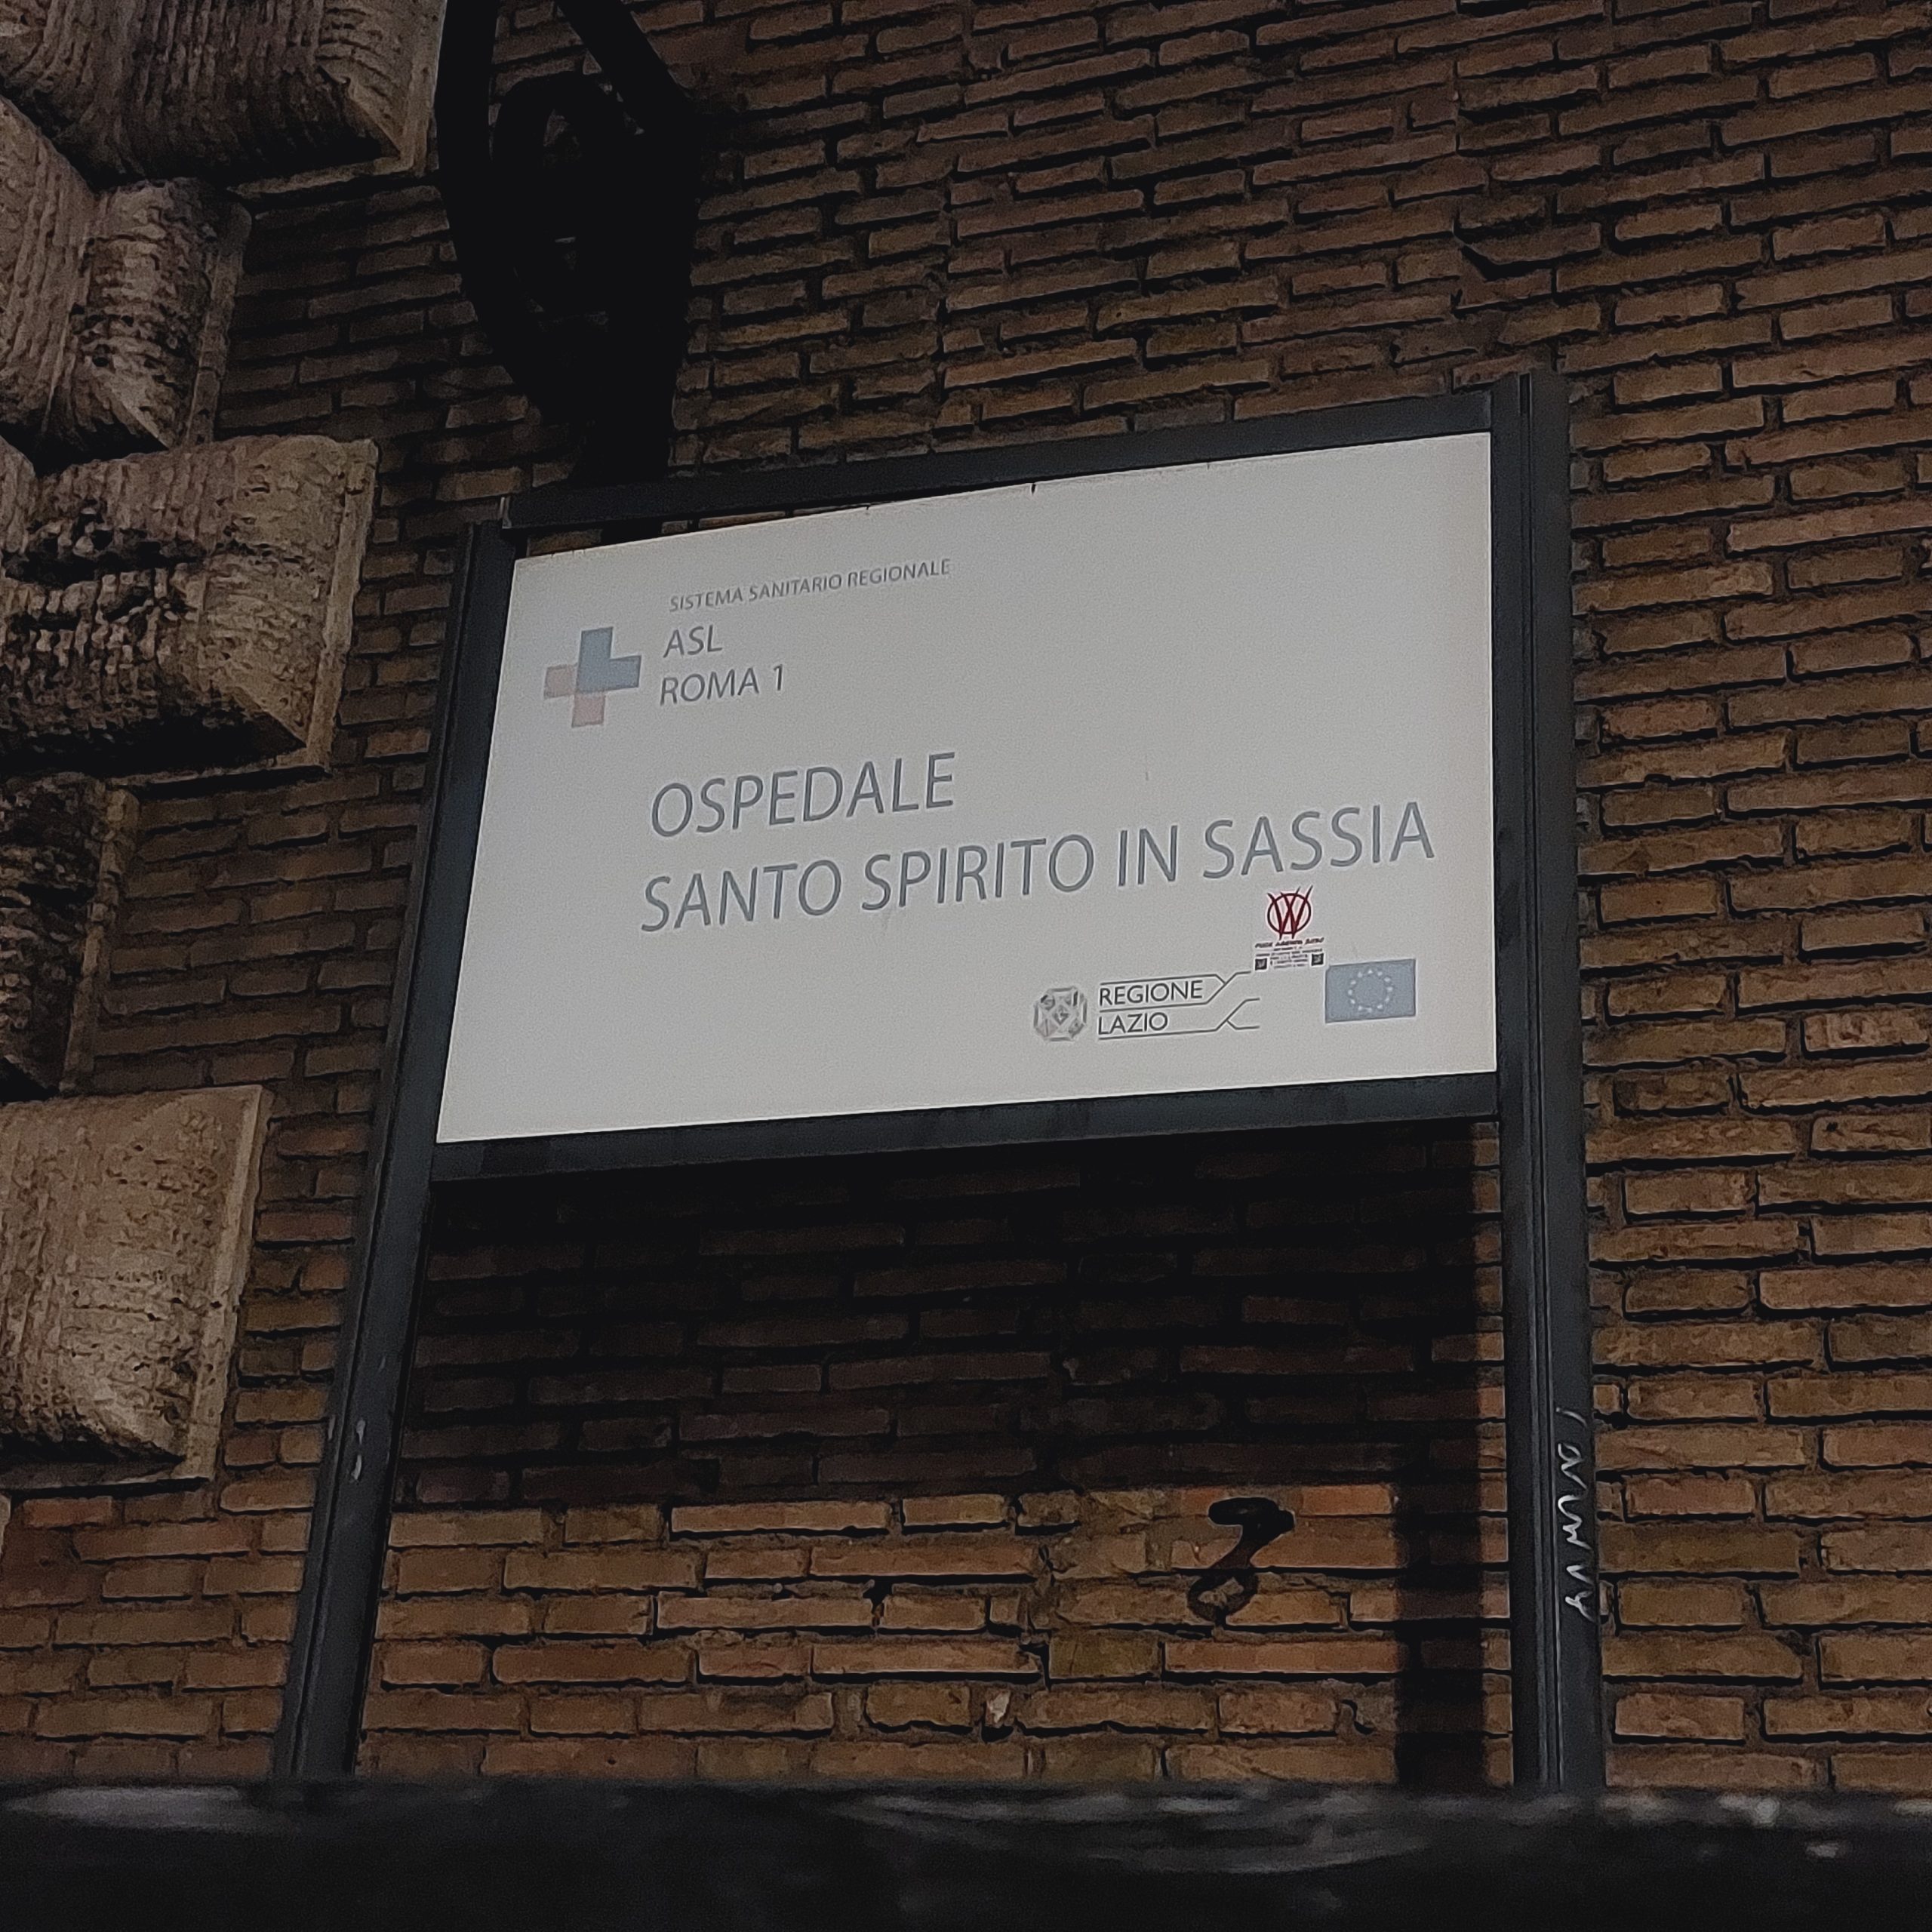 SISTEMA SANITARIO REGIONALE
ASL
ROMA 1
OSPEDALE
SANTO SPIRITO IN SASSIA
REGIONE
LAZIO